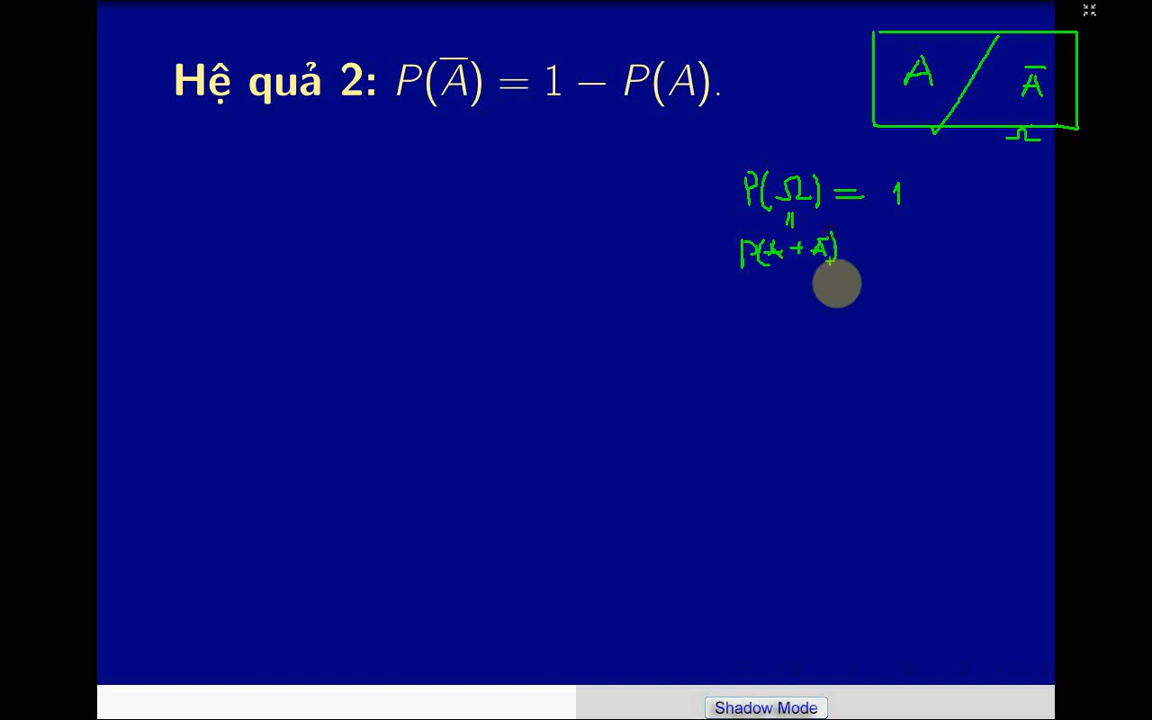 Hệ quả 2: P(A̅) = 1 − P(A).
A A̅
Ω
P(Ω) = 1
"
P(A + A̅)
Shadow Mode